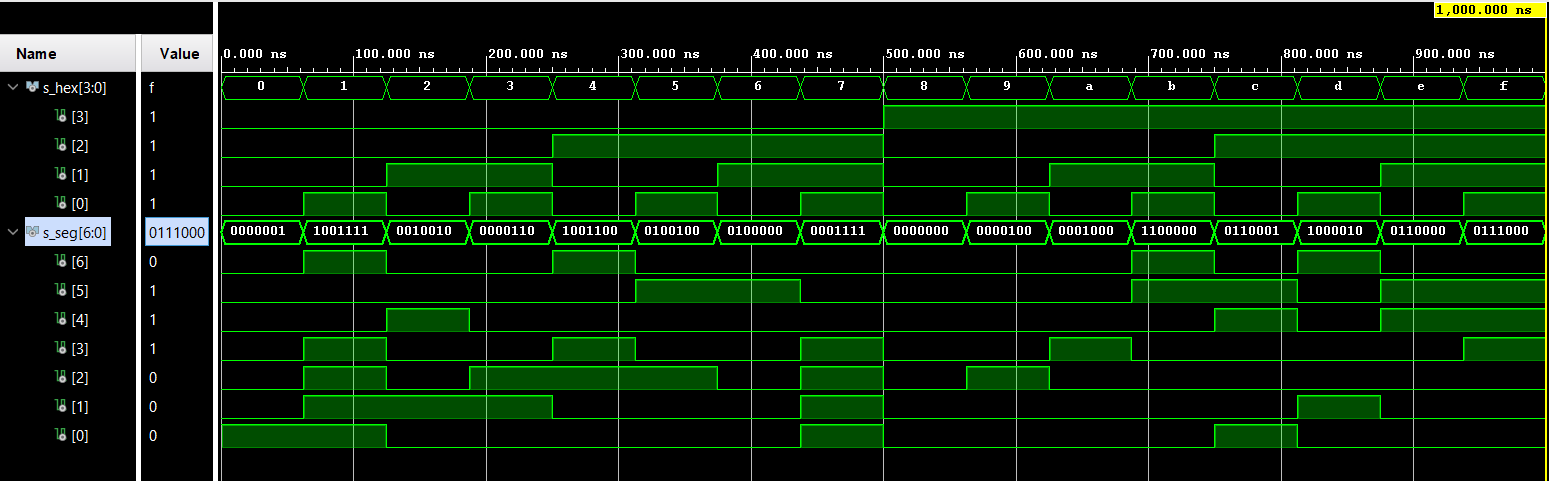 1,000.000 ns
Name Value 0.000 ns 100.000 ns 200.000 ns 300.000 ns 400.000 ns 500.000 ns 600.000 ns 700.000 ns 800.000 ns 900.000 ns
s_hex[3:0] f 0 1 2 3 4 5 6 7 8 9 a b c d e f
[3] 1
[2] 1
[1] 1
[0] 1
s_seg[6:0] 0111000 0000001 1001111 0010010 0000110 1001100 0100100 0100000 0001111 0000000 0000100 0001000 1100000 0110001 1000010 0110000 0111000
[6] 0
[5] 1
[4] 1
[3] 1
[2] 0
[1] 0
[0] 0